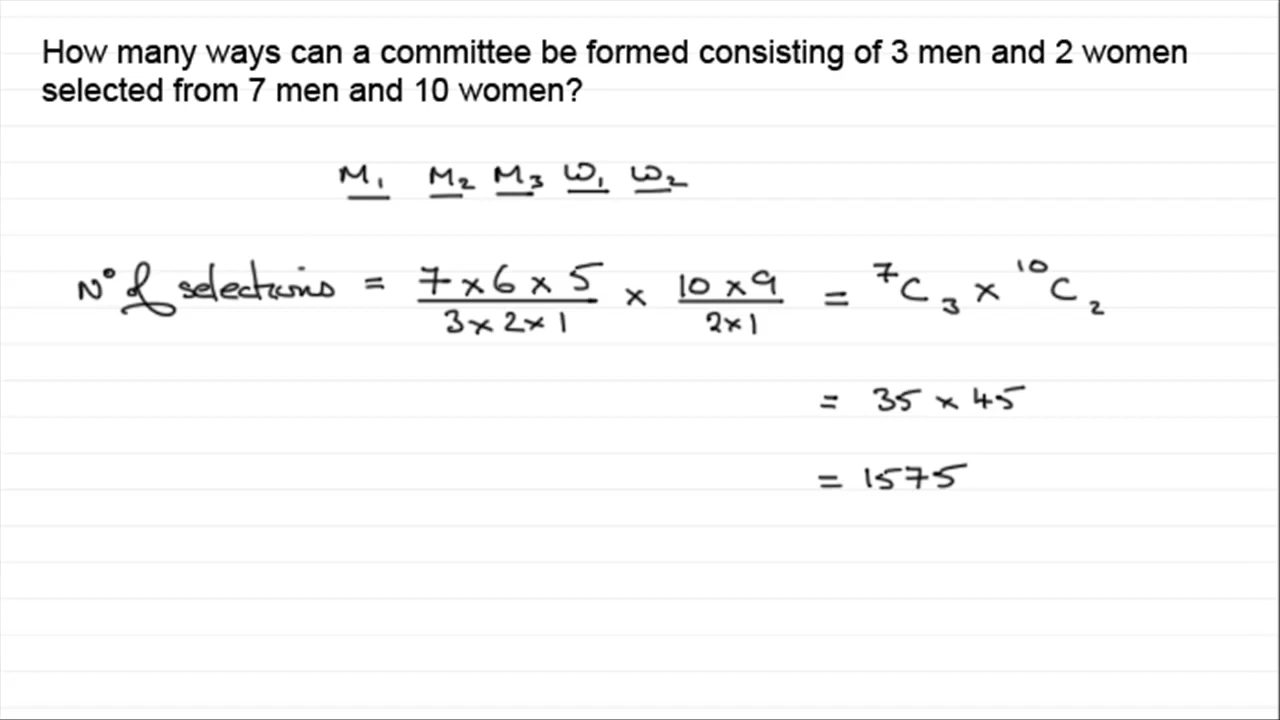 How many ways can a committee be formed consisting of 3 men and 2 women
selected from 7 men and 10 women?
M₁ M₂ M₃ W₁ W₂
Nº of selections = 7 x 6 x 5 / 3 x 2 x 1 x 10 x 9 / 2 x 1 = ⁷C₃ x ¹⁰C₂
= 35 x 45
= 1575